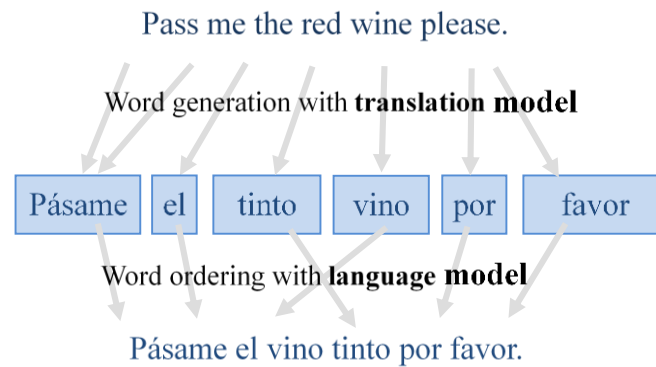 Pass me the red wine please.
Word generation with translation model
Pásame el tinto vino por favor
Word ordering with language model
Pásame el vino tinto por favor.